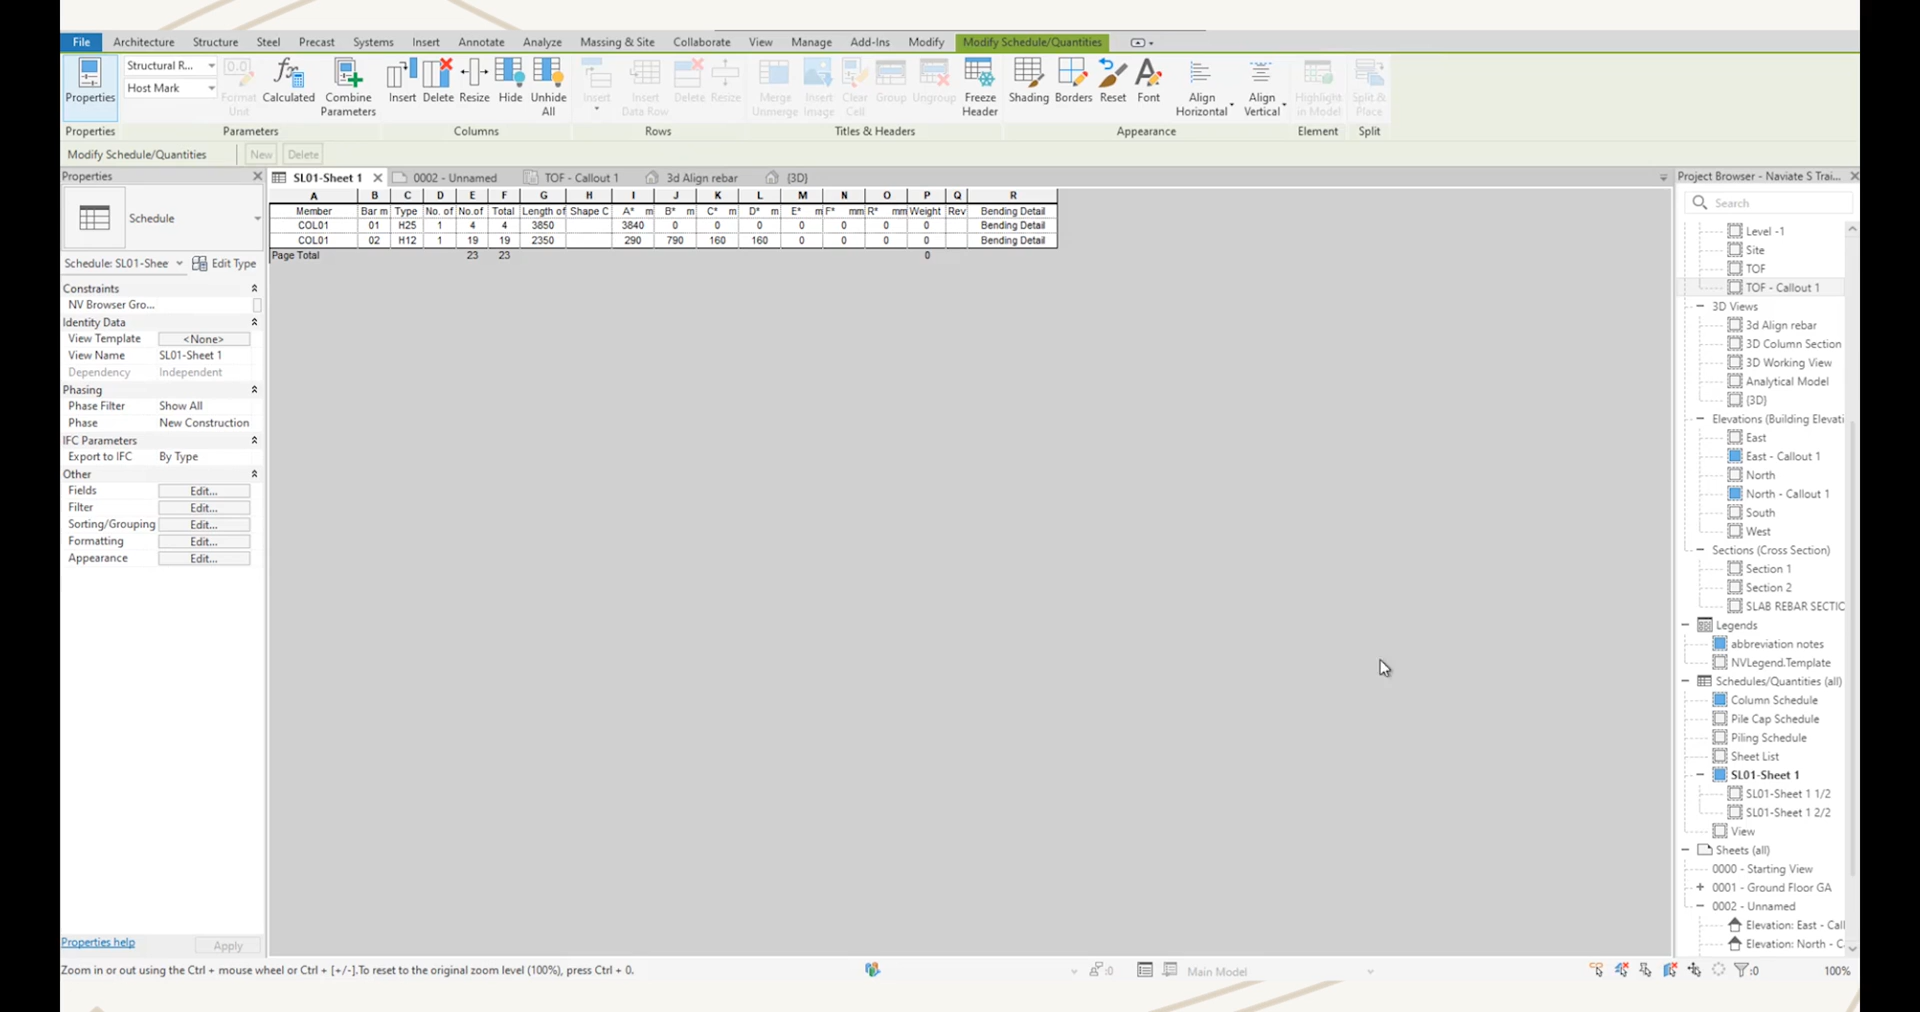 File Architecture Structure Steel Precast Systems Insert Annotate Analyze Massing & Site Collaborate View Manage Add-Ins Modify Modify Schedule/Quantities
Structural R...
Host Mark
Properties
0.0
Format
Unit
Calculated
Combine
Parameters
Insert Delete Resize Hide Unhide
All
Insert
Insert
Data Row
Delete Resize
Merge
Unmerge
Insert
Image
Clear
Cell
Group Ungroup Freeze
Header
Shading Borders Reset Font
Align
Horizontal
Align
Vertical
Highlight
in Model
Split &
Place
Properties Parameters Columns Rows Titles & Headers Appearance Element Split
Modify Schedule/Quantities New Delete
Properties
Schedule
Schedule: SL01-Shee Edit Type
Constraints
NV Browser Gro...
Identity Data
View Template <None>
View Name SL01-Sheet 1
Dependency Independent
Phasing
Phase Filter Show All
Phase New Construction
IFC Parameters
Export to IFC By Type
Other
Fields Edit...
Filter Edit...
Sorting/Grouping Edit...
Formatting Edit...
Appearance Edit...
Properties help Apply
SL01-Sheet 1 0002 - Unnamed TOF - Callout 1 3d Align rebar {3D}
A B C D E F G H I J K L M N O P Q R
Member Bar m Type No. of No.of Total Length of Shape C A* m B* m C* m D* m E* m F* mm R* mm Weight Rev Bending Detail
COL01 01 H25 1 4 4 3850 3840 0 0 0 0 0 0 0 Bending Detail
COL01 02 H12 1 19 19 2350 290 790 160 160 0 0 0 0 Bending Detail
Page Total 23 23 0
Project Browser - Naviate S Trai...
Search
Level -1
Site
TOF
TOF - Callout 1
3D Views
3d Align rebar
3D Column Section
3D Working View
Analytical Model
{3D}
Elevations (Building Elevati
East
East - Callout 1
North
North - Callout 1
South
West
Sections (Cross Section)
Section 1
Section 2
SLAB REBAR SECTIC
Legends
abbreviation notes
NVLegend.Template
Schedules/Quantities (all)
Column Schedule
Pile Cap Schedule
Piling Schedule
Sheet List
SL01-Sheet 1
SL01-Sheet 1 1/2
SL01-Sheet 1 2/2
View
Sheets (all)
0000 - Starting View
0001 - Ground Floor GA
0002 - Unnamed
Elevation: East - Call
Elevation: North - C
Zoom in or out using the Ctrl + mouse wheel or Ctrl + [+/-].To reset to the original zoom level (100%), press Ctrl + 0. :0 Main Model :0 100%